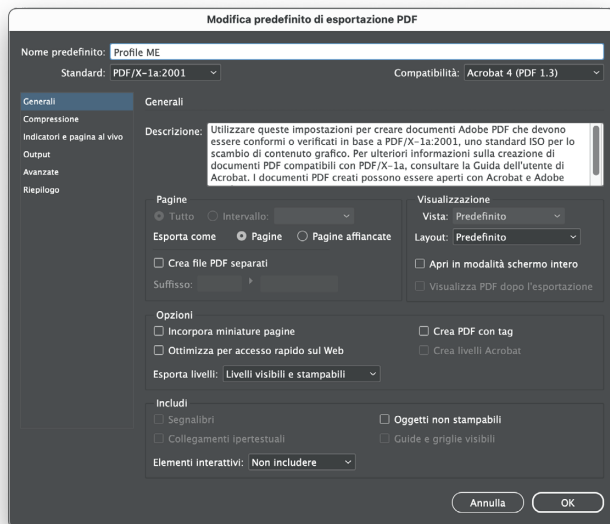 Modifica predefinito di esportazione PDF
Nome predefinito: Profile ME
Standard: PDF/X-1a:2001
Compatibilità: Acrobat 4 (PDF 1.3)
Generali
Compressione
Indicatori e pagina al vivo
Output
Avanzate
Riepilogo
Generali
Descrizione: Utilizzare queste impostazioni per creare documenti Adobe PDF che devono
essere conformi o verificati in base a PDF/X-1a:2001, uno standard ISO per lo
scambio di contenuto grafico. Per ulteriori informazioni sulla creazione di
documenti PDF compatibili con PDF/X-1a, consultare la Guida dell'utente di
Acrobat. I documenti PDF creati possono essere aperti con Acrobat e Adobe
Pagine
Tutto Intervallo:
Esporta come Pagine Pagine affiancate
Crea file PDF separati
Suffisso:
Visualizzazione
Vista: Predefinito
Layout: Predefinito
Apri in modalità schermo intero
Visualizza PDF dopo l'esportazione
Opzioni
Incorpora miniature pagine
Crea PDF con tag
Ottimizza per accesso rapido sul Web
Crea livelli Acrobat
Esporta livelli: Livelli visibili e stampabili
Includi
Segnalibri
Oggetti non stampabili
Collegamenti ipertestuali
Guide e griglie visibili
Elementi interattivi: Non includere
Annulla
OK